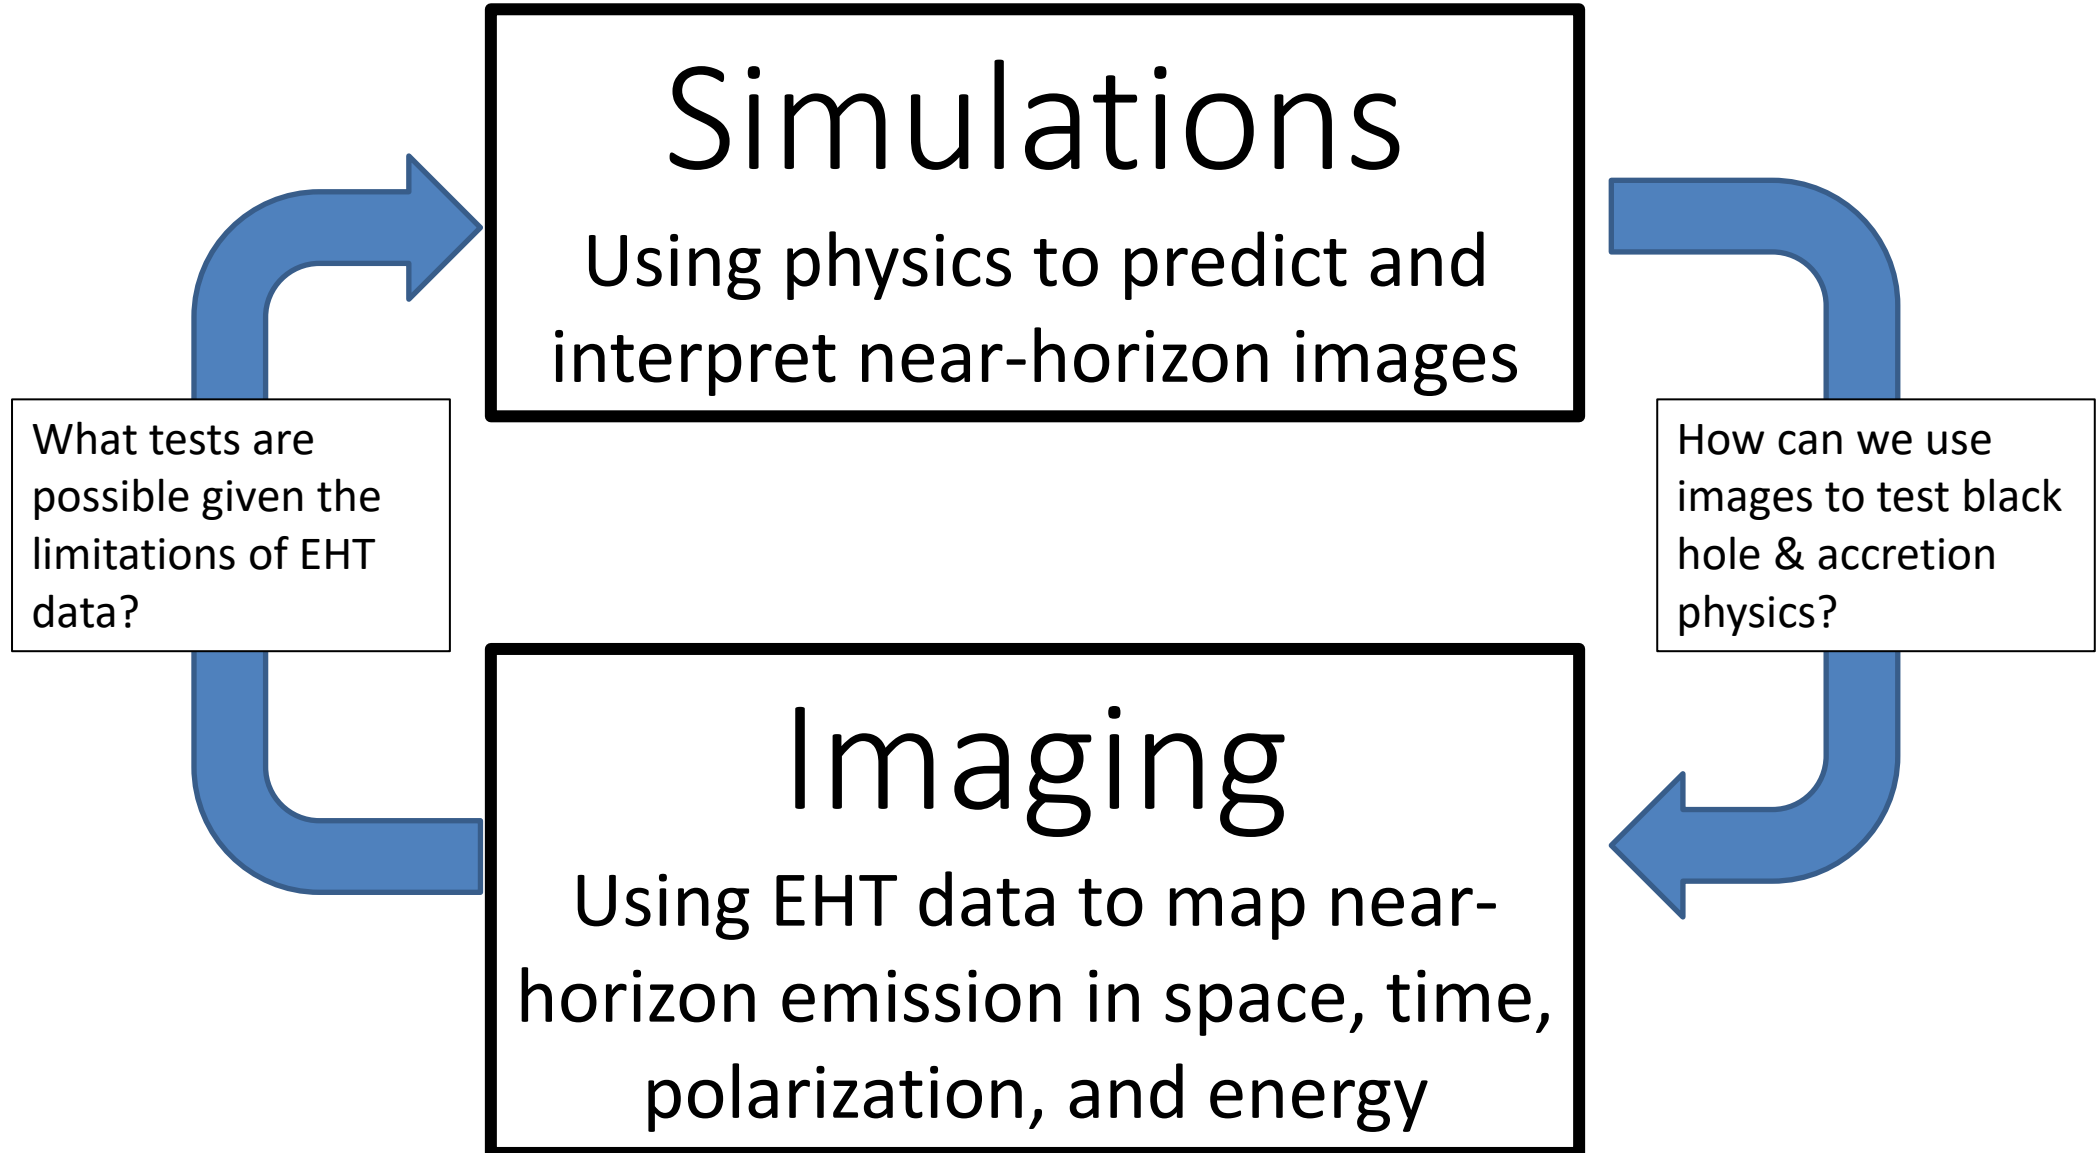 Simulations
Using physics to predict and
interpret near-horizon images
What tests are
possible given the
limitations of EHT
data?
How can we use
images to test black
hole & accretion
physics?
Imaging
Using EHT data to map near-
horizon emission in space, time,
polarization, and energy